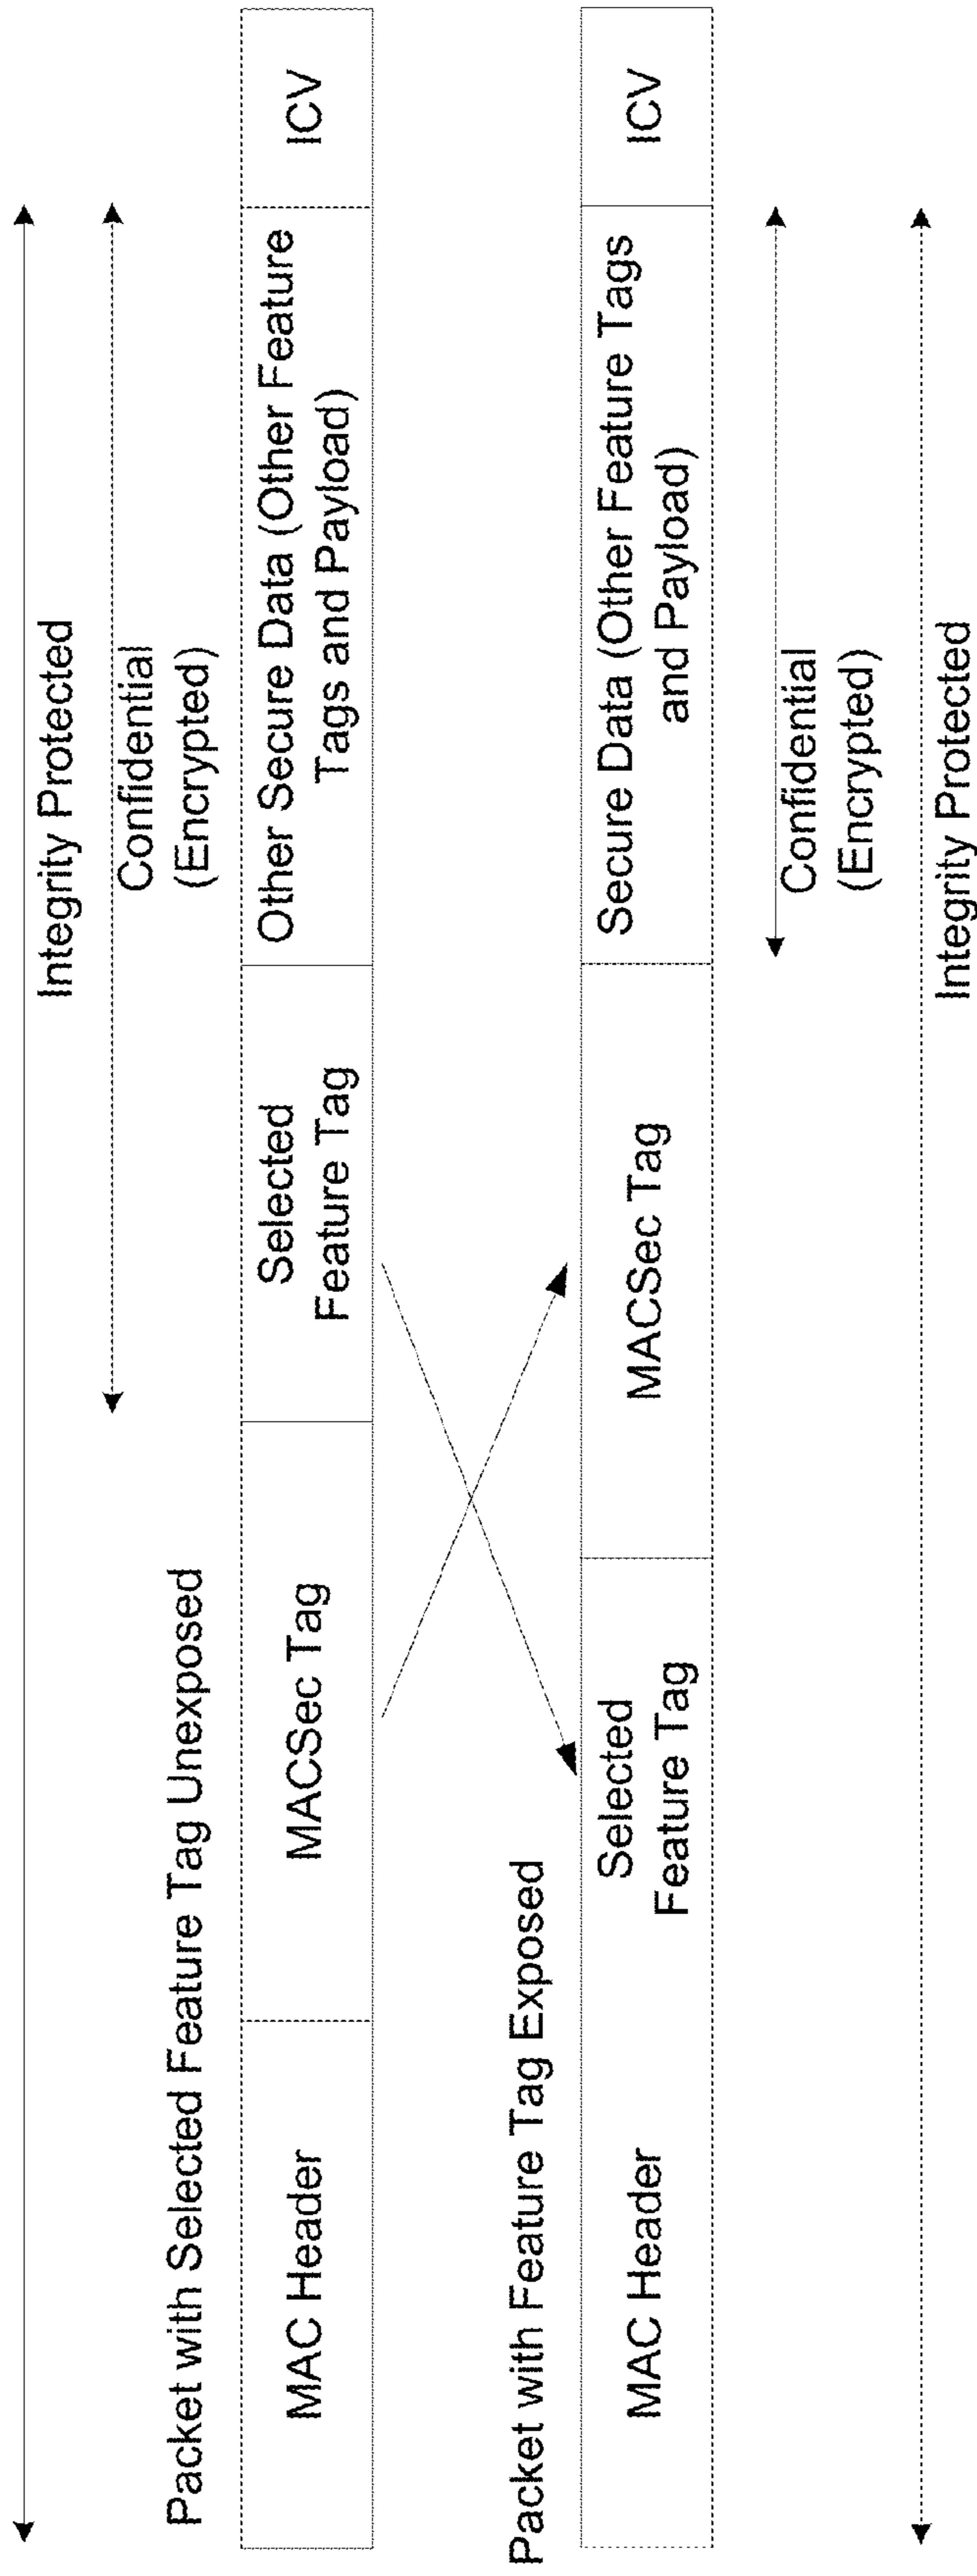 Integrity Protected
Confidential
(Encrypted)
Packet with Selected Feature Tag Unexposed
MAC Header
MACSec Tag
Selected
Feature Tag
Other Secure Data (Other Feature
Tags and Payload)
ICV
Packet with Feature Tag Exposed
MAC Header
Selected
Feature Tag
MACSec Tag
Secure Data (Other Feature Tags
and Payload)
ICV
Confidential
(Encrypted)
Integrity Protected